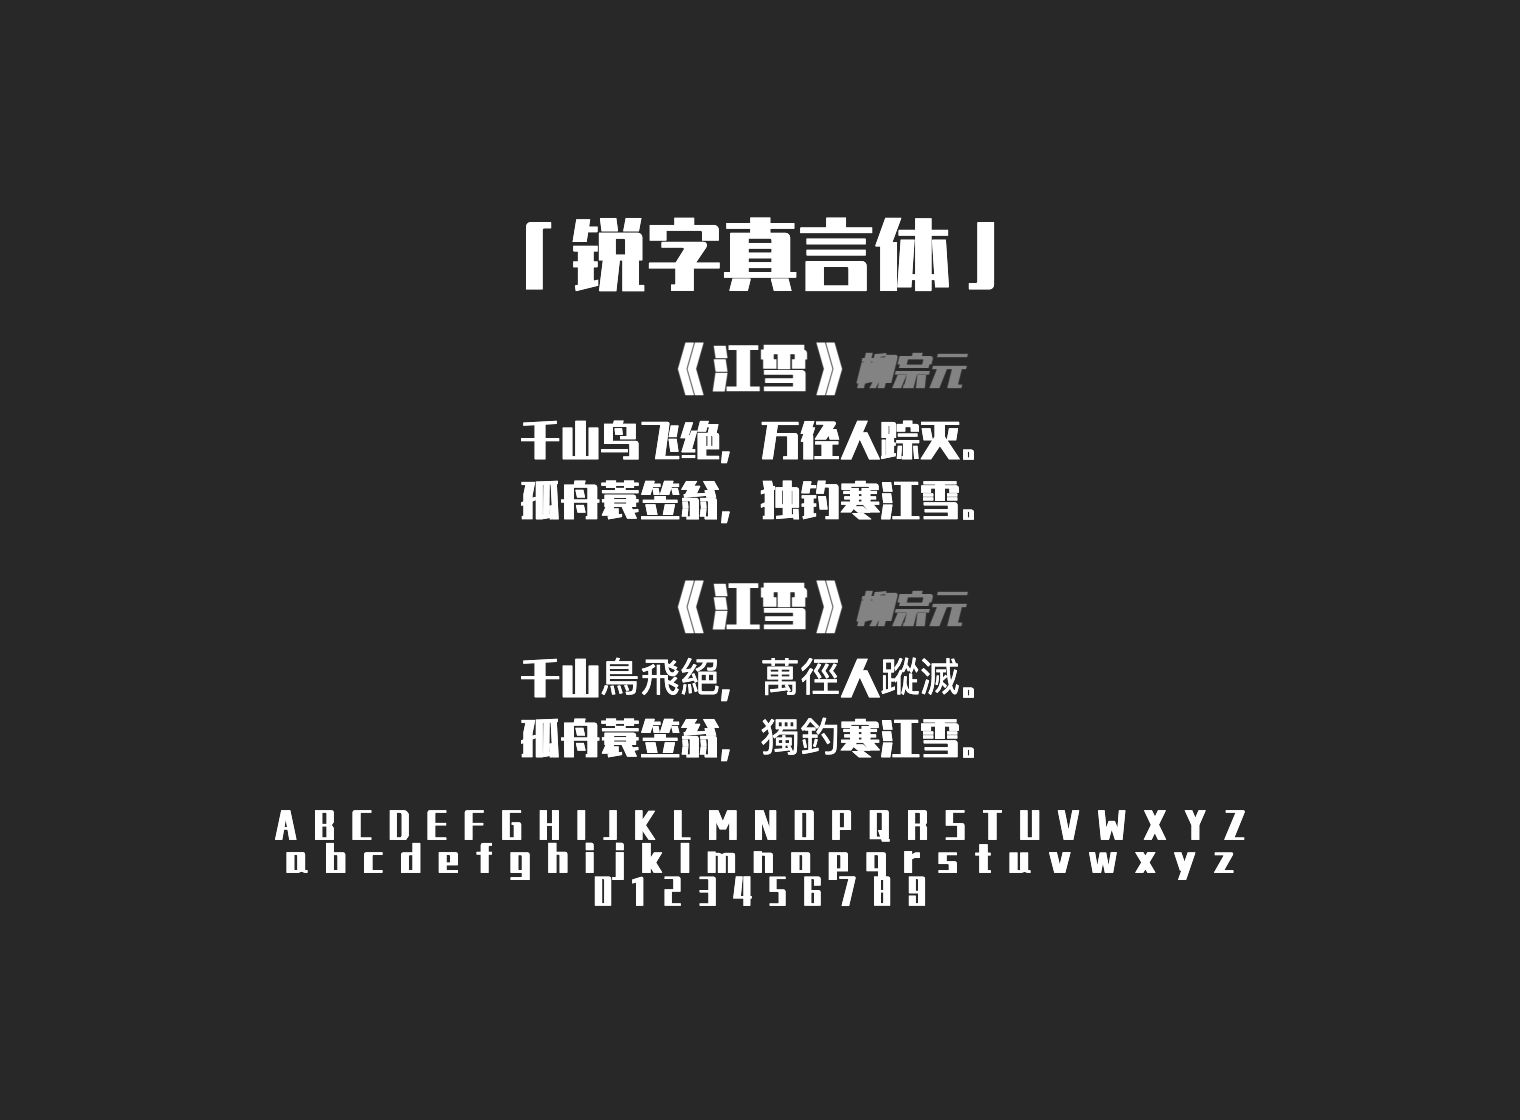 「锐字真言体」
《江雪》柳宗元
千山鸟飞绝，万径人踪灭。
孤舟蓑笠翁，独钓寒江雪。
《江雪》柳宗元
千山鳥飛絕，萬徑人蹤滅。
孤舟蓑笠翁，獨釣寒江雪。
A B C D E F G H I J K L M N O P Q R S T U V W X Y Z
a b c d e f g h i j k l m n o p q r s t u v w x y z
0 1 2 3 4 5 6 7 8 9